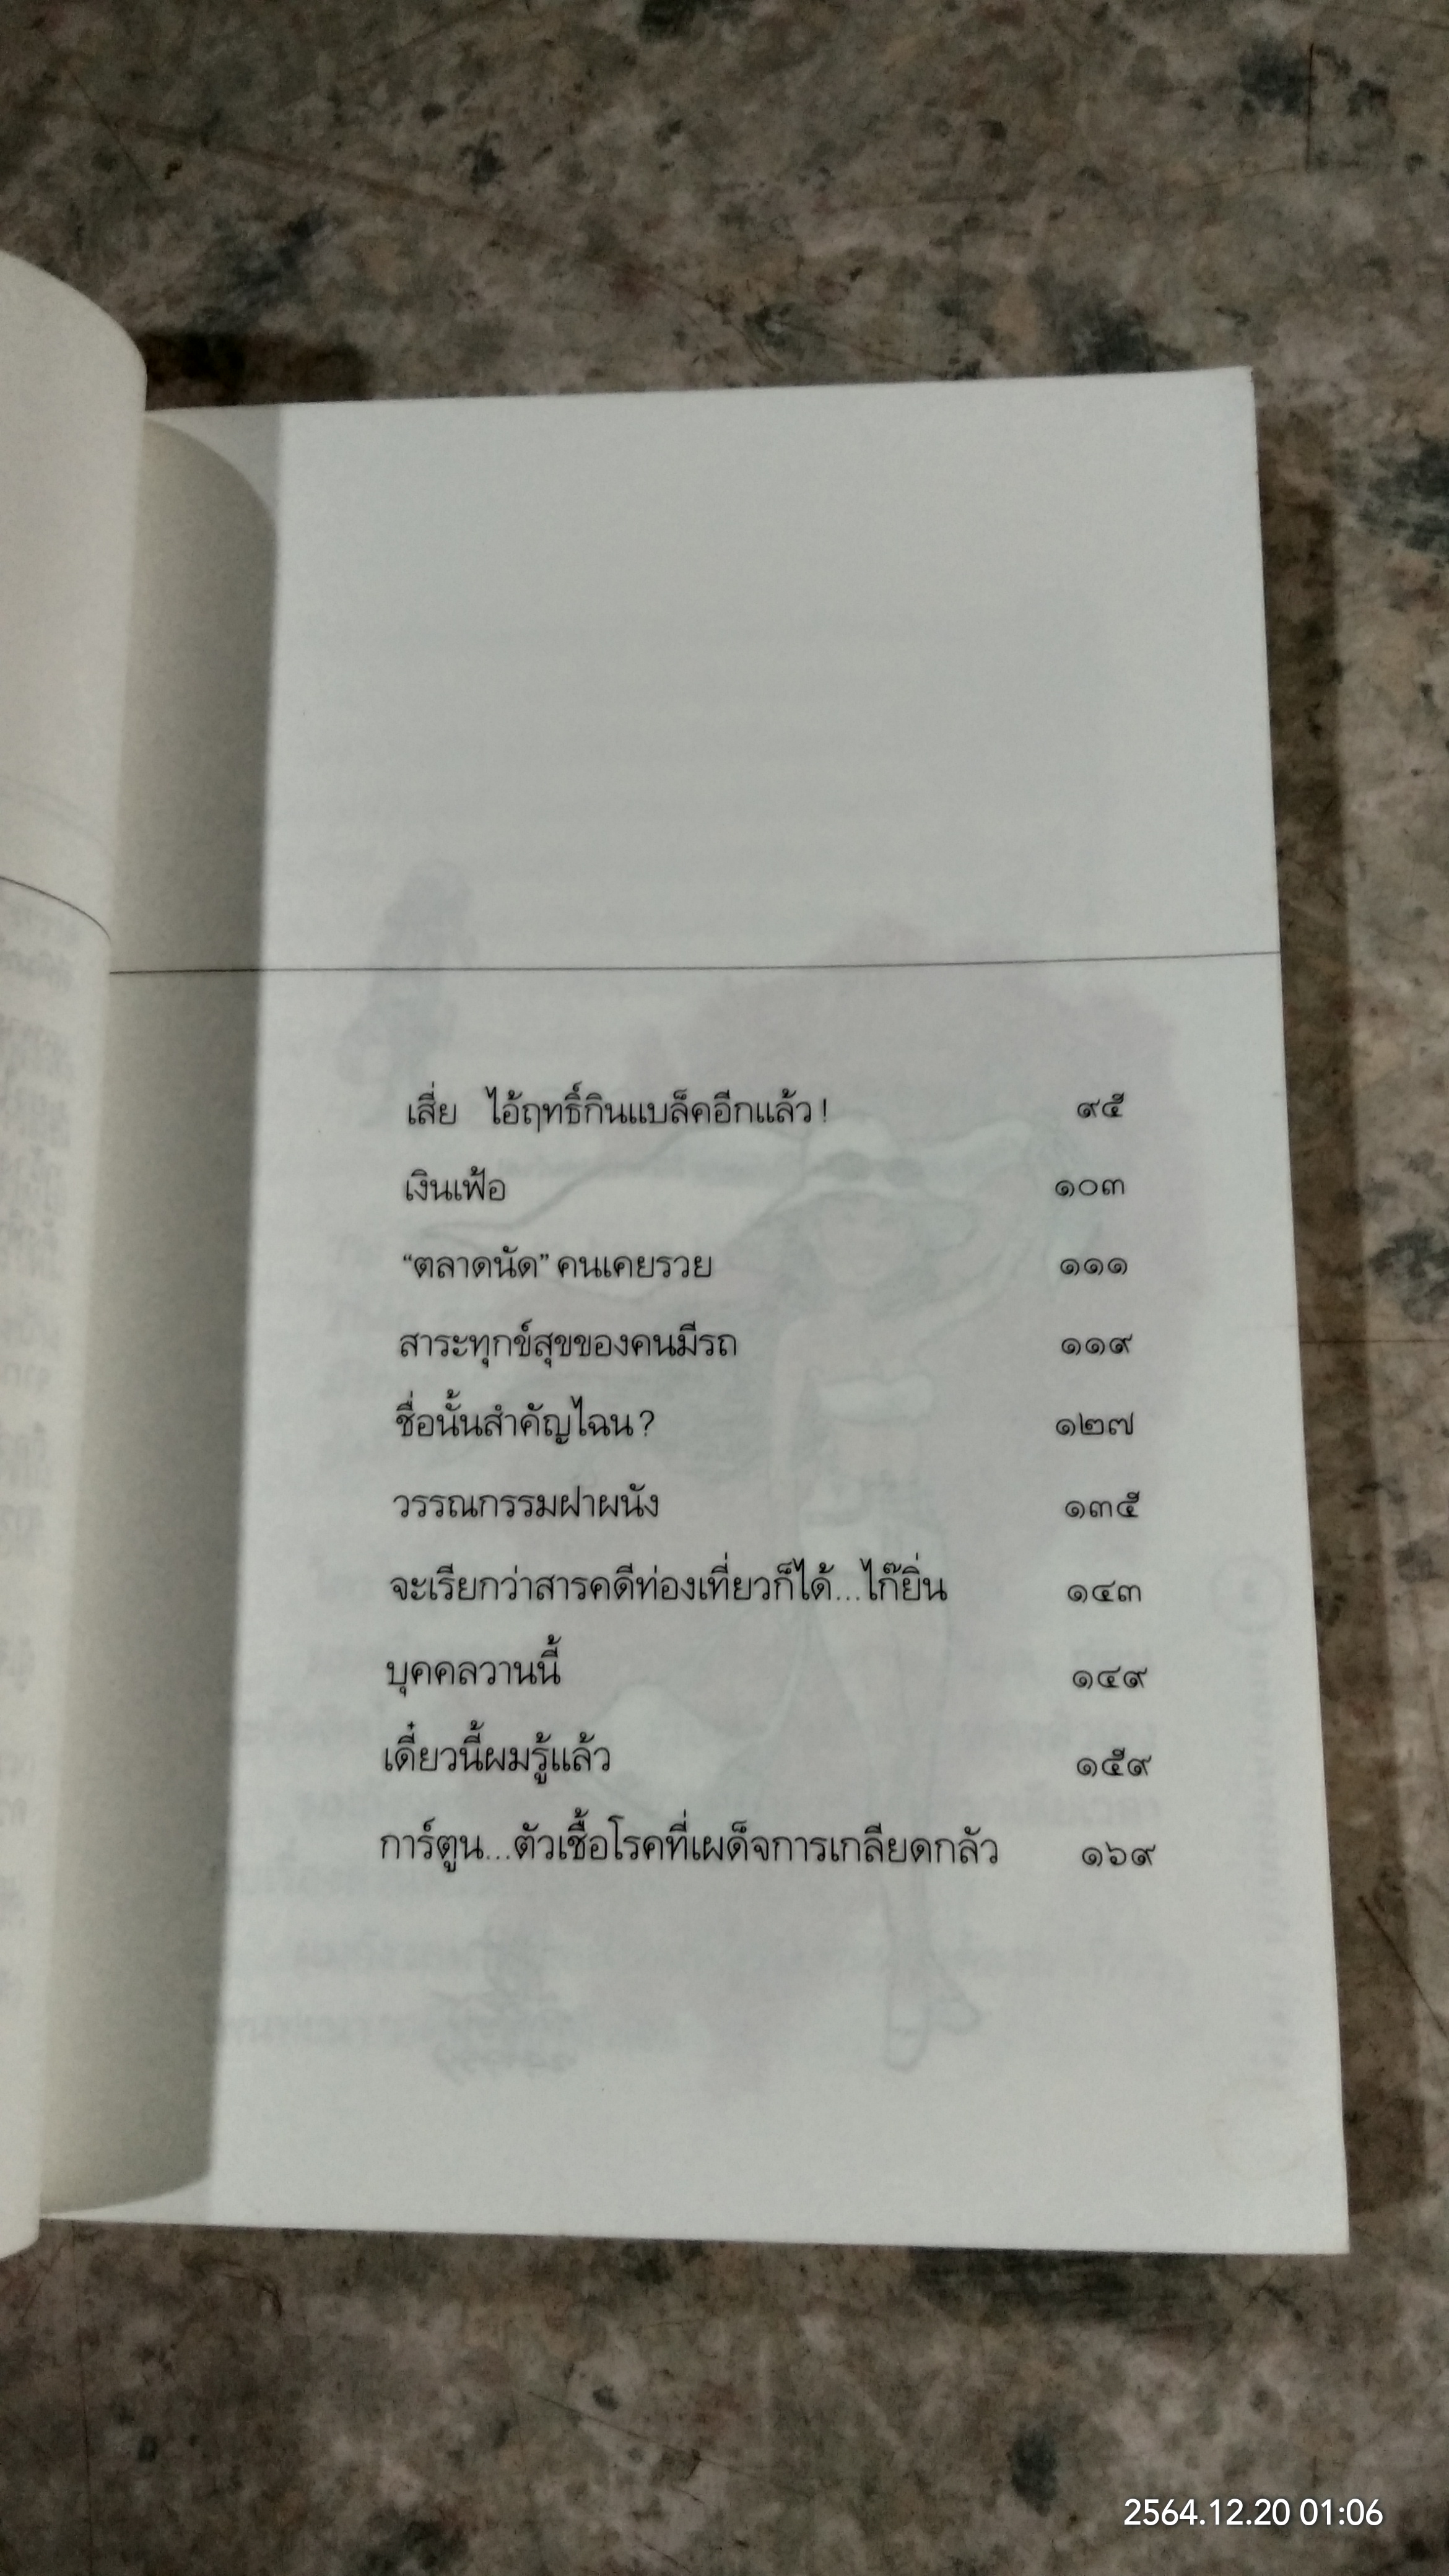 เสี่ย ไอ้ฤทธิ์กินแบล็คอีกแล้ว! ๙๕
เงินเฟ้อ ๑๐๓
“ตลาดนัด” คนเคยรวย ๑๑๑
สาระทุกข์สุขของคนมีรถ ๑๑๙
ชื่อนั้นสำคัญไฉน? ๑๒๗
วรรณกรรมฝาผนัง ๑๓๕
จะเรียกว่าสารคดีท่องเที่ยวก็ได้...ไก๊ยิ่น ๑๔๓
บุคคลวานนี้ ๑๔๙
เดี๋ยวนี้ผมรู้แล้ว ๑๕๙
การ์ตูน...ตัวเชื้อโรคที่เผด็จการเกลียดกลัว ๑๖๙
2564.12.20 01:06